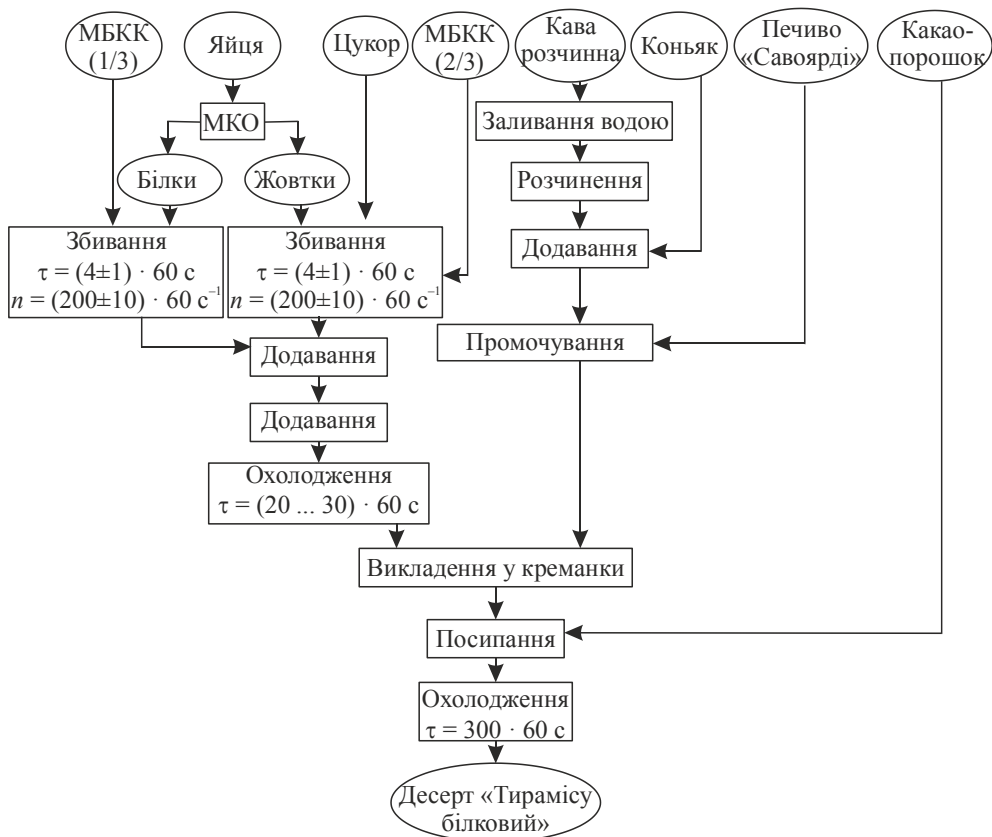 МБКК
(1/3)
Яйця
Цукор
МБКК
(2/3)
Кава
розчинна
Коньяк
Печиво
«Савоярді»
Какао-
порошок
МКО
Заливання водою
Білки
Жовтки
Розчинення
Збивання
τ = (4±1) · 60 с
n = (200±10) · 60 с⁻¹
Збивання
τ = (4±1) · 60 с
n = (200±10) · 60 с⁻¹
Додавання
Промочування
Додавання
Додавання
Охолодження
τ = (20 ... 30) · 60 с
Викладення у креманки
Посипання
Охолодження
τ = 300 · 60 с
Десерт «Тирамісу
білковий»